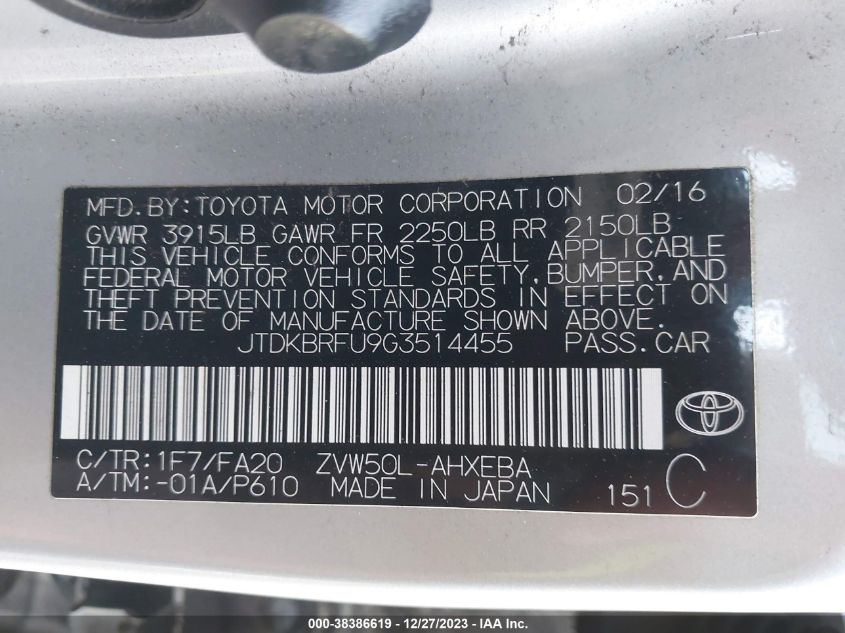 MFD.BY:TOYOTA MOTOR CORPORATION 02/16
GVWR 3915LB GAWR FR 2250LB RR 2150LB
THIS VEHICLE CONFORMS TO ALL APPLICABLE
FEDERAL MOTOR VEHICLE SAFETY,BUMPER,AND
THEFT PREVENTION STANDARDS IN EFFECT ON
THE DATE OF MANUFACTURE SHOWN ABOVE.
JTDKBRFU9G3514455 PASS.CAR
C/TR:1F7/FA20 ZVW50L-AHXEBA
A/TM:-01A/P610 MADE IN JAPAN 151 C
000-38386619 - 12/27/2023 - IAA Inc.